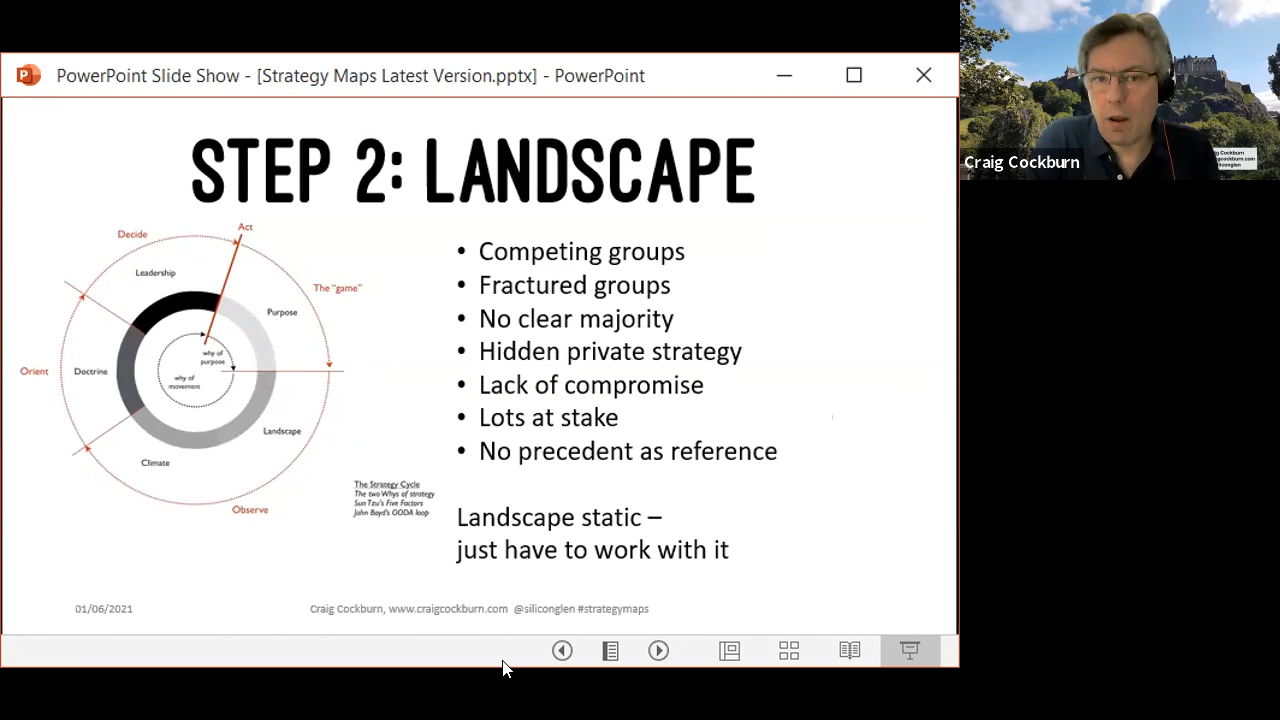 PowerPoint Slide Show - [Strategy Maps Latest Version.pptx] - PowerPoint
STEP 2: LANDSCAPE
Decide
Act
Leadership
The "game"
Purpose
why of
purpose
Orient
Doctrine
why of
movement
Landscape
Climate
Observe
The Strategy Cycle
The two Whys of strategy
Sun Tzu's Five Factors
John Boyd's OODA loop
• Competing groups
• Fractured groups
• No clear majority
• Hidden private strategy
• Lack of compromise
• Lots at stake
• No precedent as reference
Landscape static –
just have to work with it
01/06/2021
Craig Cockburn, www.craigcockburn.com @siliconglen #strategymaps
Craig Cockburn